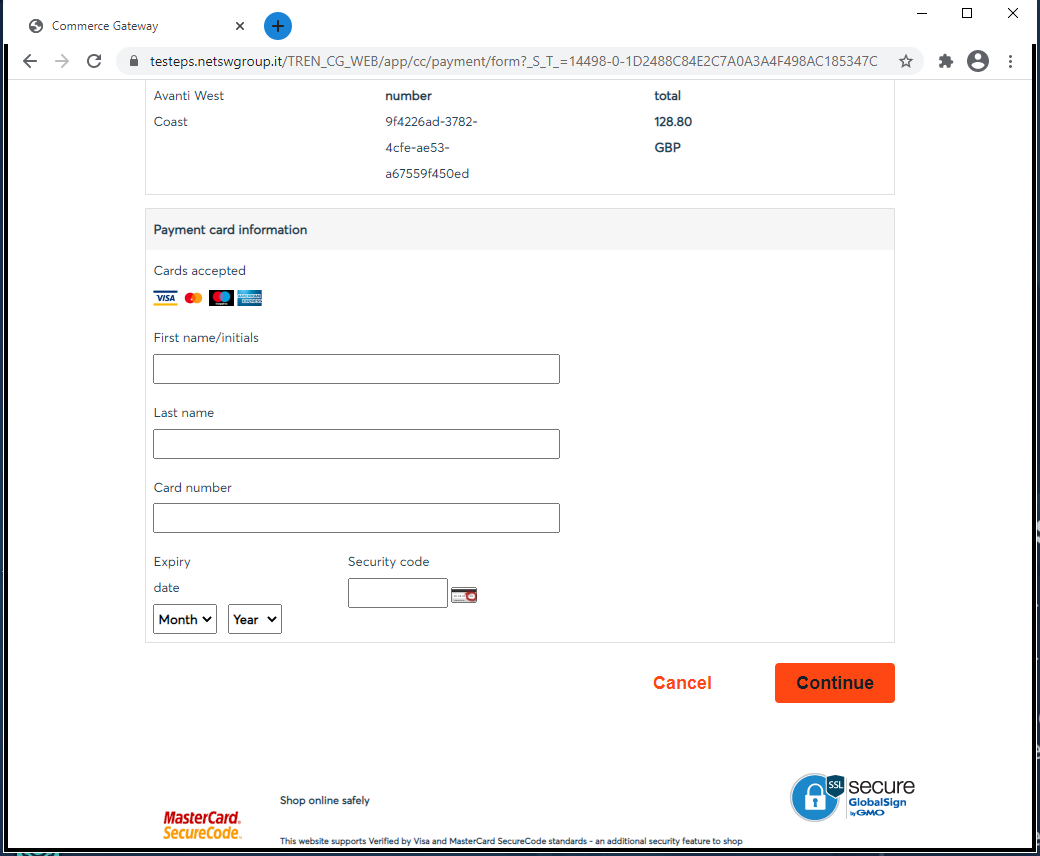 Commerce Gateway
testeps.netswgroup.it/TREN_CG_WEB/app/cc/payment/form?_S_T_=14498-0-1D2488C84E2C7A0A3A4F498AC185347C
Avanti West number total
Coast 9f4226ad-3782- 128.80
4cfe-ae53- GBP
a67559f450ed
Payment card information
Cards accepted
VISA
First name/initials
Last name
Card number
Expiry Security code
date
Month Year
Cancel Continue
SSL secure
GlobalSign
by GMO
Shop online safely
MasterCard.
SecureCode.
This website supports Verified by Visa and MasterCard SecureCode standards - an additional security feature to shop